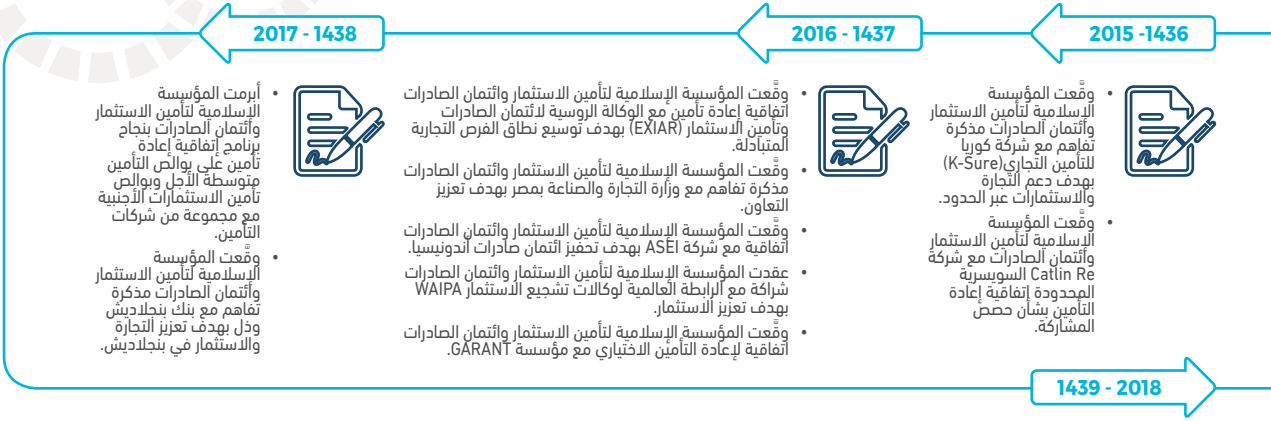 2015 -1436
وقَّعت المؤسسة
الإسلامية لتأمين الاستثمار
وائتمان الصادرات مذكرة
تفاهم مع شركة كوريا
للتأمين التجاري(K-Sure)
بهدف دعم التجارة
والاستثمارات عبر الحدود.
وقَّعت المؤسسة
الإسلامية لتأمين الاستثمار
وائتمان الصادرات مع شركة
Catlin Re السويسرية
المحدودة إتفاقية إعادة
التأمين بشأن حصص
المشاركة.
2016 - 1437
وقَّعت المؤسسة الإسلامية لتأمين الاستثمار وائتمان الصادرات
اتفاقية إعادة تأمين مع الوكالة الروسية لائتمان الصادرات
وتأمين الاستثمار (EXIAR) بهدف توسيع نطاق الفرص التجارية
المتبادلة.
وقَّعت المؤسسة الإسلامية لتأمين الاستثمار وائتمان الصادرات
مذكرة تفاهم مع وزارة التجارة والصناعة بمصر بهدف تعزيز
التعاون.
وقَّعت المؤسسة الإسلامية لتأمين الاستثمار وائتمان الصادرات
اتفاقية مع شركة ASEI بهدف تحفيز ائتمان صادرات أندونيسيا.
عقدت المؤسسة الإسلامية لتأمين الاستثمار وائتمان الصادرات
شراكة مع الرابطة العالمية لوكالات تشجيع الاستثمار WAIPA
بهدف تعزيز الاستثمار.
وقَّعت المؤسسة الإسلامية لتأمين الاستثمار وائتمان الصادرات
اتفاقية لإعادة التأمين الاختياري مع مؤسسة GARANT.
2017 - 1438
أبرمت المؤسسة
الإسلامية لتأمين الاستثمار
وائتمان الصادرات بنجاح
برنامج إتفاقية إعادة
تأمين على بوالص التأمين
متوسطة الأجل وبوالص
تأمين الاستثمارات الأجنبية
مع مجموعة من شركات
التأمين.
وقَّعت المؤسسة
الإسلامية لتأمين الاستثمار
وائتمان الصادرات مذكرة
تفاهم مع بنك بنجلاديش
وذل بهدف تعزيز التجارة
والاستثمار في بنجلاديش.
1439 - 2018